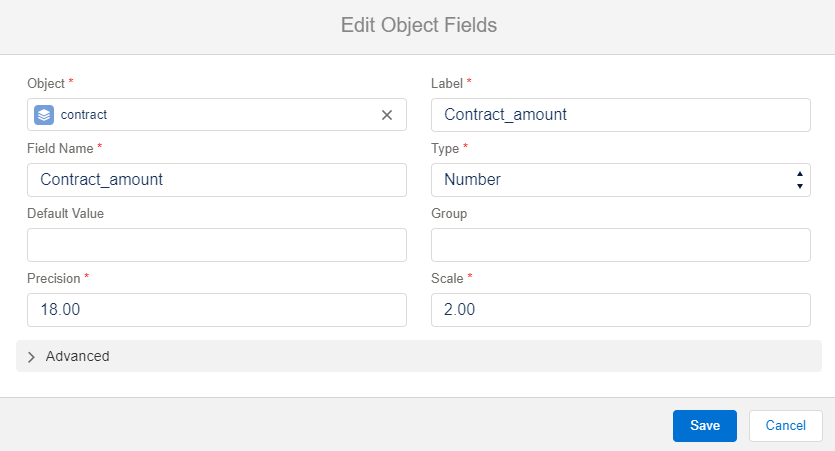 Edit Object Fields
Object *
Label *
contract
Contract_amount
Field Name *
Type *
Contract_amount
Number
Default Value
Group
Precision *
Scale *
18.00
2.00
Advanced
Save
Cancel